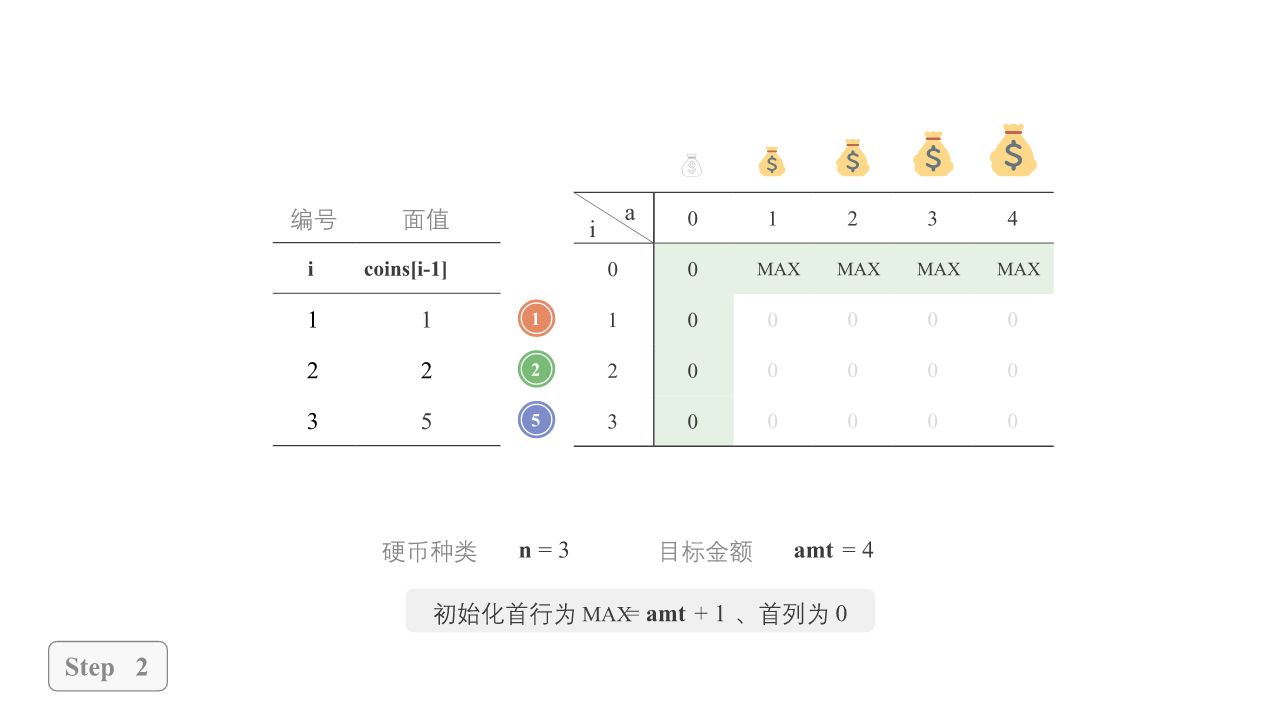 编号 面值
i coins[i-1]
1 1
2 2
3 5
1
2
5
$ $ $ $ $
i a 0 1 2 3 4
0 0 MAX MAX MAX MAX
1 0 0 0 0 0
2 0 0 0 0 0
3 0 0 0 0 0
硬币种类 n = 3 目标金额 amt = 4
初始化首行为 MAX= amt + 1 、首列为 0
Step 2